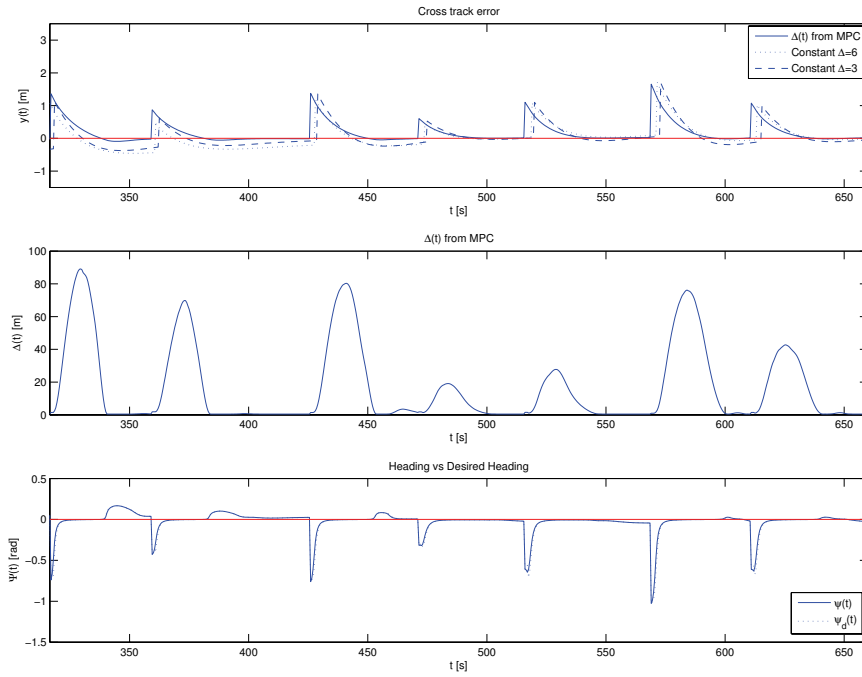 Cross track error
3
2
1
0
−1
y(t) [m]
Δ(t) from MPC
Constant Δ=6
Constant Δ=3
350 400 450 500 550 600 650
t [s]
Δ(t) from MPC
100
80
60
40
20
0
Δ(t) [m]
350 400 450 500 550 600 650
t [s]
Heading vs Desired Heading
0.5
0
−0.5
−1
−1.5
Ψ(t) [rad]
ψ(t)
ψd(t)
350 400 450 500 550 600 650
t [s]